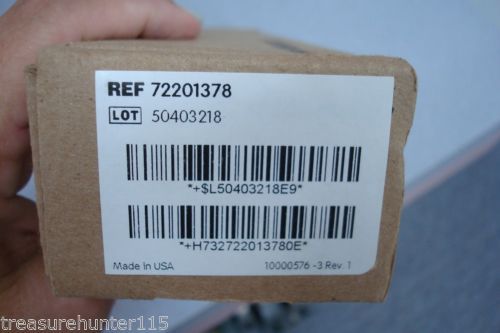 REF 72201378
LOT 50403218
*+$L50403218E9*
*+H732722013780E*
Made in USA
10000576 -3 Rev. 1
treasurehunter115